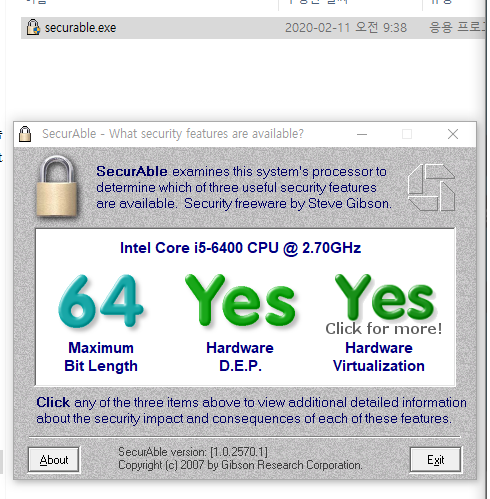 securable.exe
2020-02-11 오전 9:38
응용 프로그
SecurAble - What security features are available?
SecurAble examines this system's processor to
determine which of three useful security features
are available. Security freeware by Steve Gibson.
Intel Core i5-6400 CPU @ 2.70GHz
64 Yes Yes
Click for more!
Maximum Hardware Hardware
Bit Length D.E.P. Virtualization
Click any of the three items above to view additional detailed information
about the security impact and consequences of each of these features.
About
SecurAble version: [1.0.2570.1]
Copyright (c) 2007 by Gibson Research Corporation.
Exit